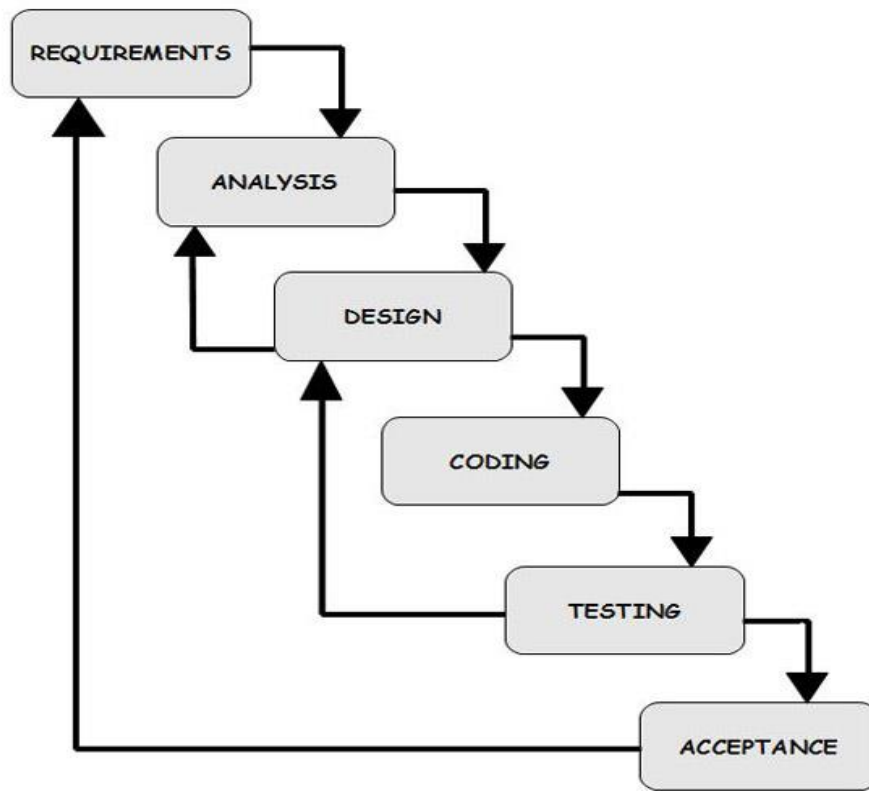 REQUIREMENTS
ANALYSIS
DESIGN
CODING
TESTING
ACCEPTANCE